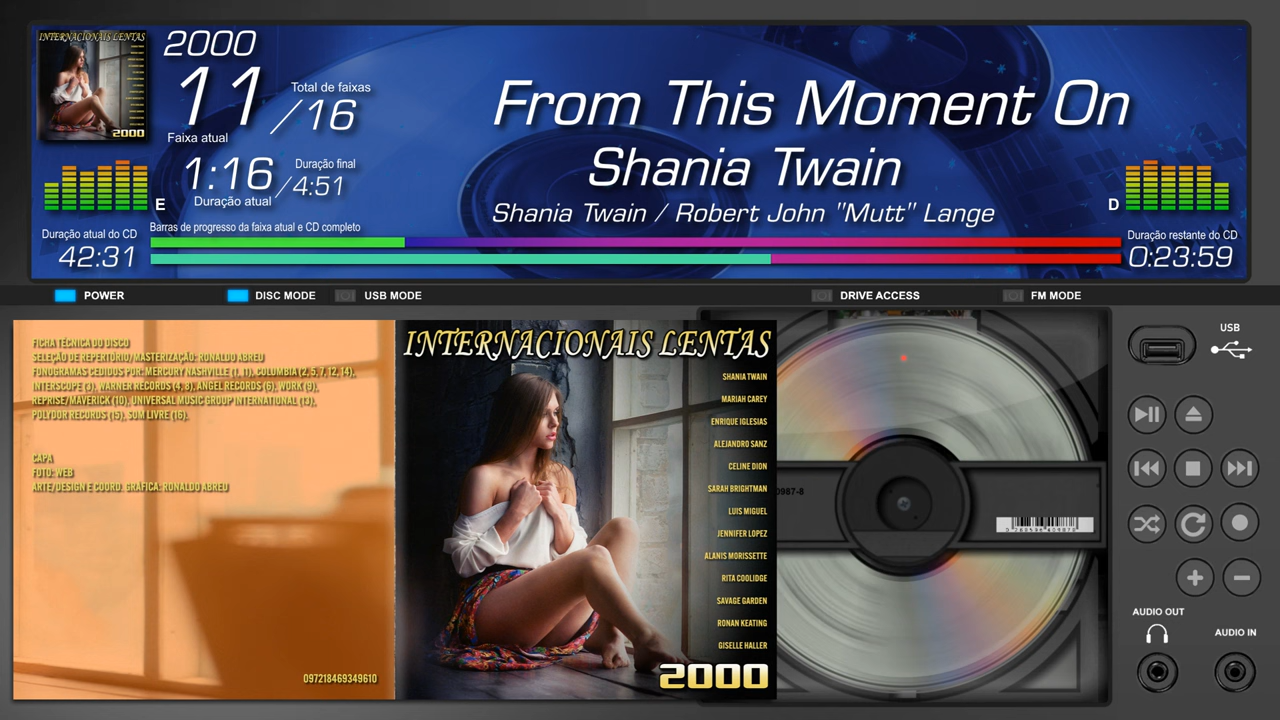 INTERNACIONAIS LENTAS
2000
2000
11
/16
Total de faixas
Faixa atual
1:16
/4:51
Duração final
Duração atual
From This Moment On
Shania Twain
Shania Twain / Robert John "Mutt" Lange
E
D
Barras de progresso da faixa atual e CD completo
Duração atual do CD
42:31
Duração restante do CD
0:23:59
POWER
DISC MODE
USB MODE
DRIVE ACCESS
FM MODE
FICHA TÉCNICA DO DISCO
SELEÇÃO DE REPERTÓRIO/MASTERIZAÇÃO: RONALDO ABREU
FONOGRAMAS CEDIDOS POR: MERCURY NASHVILLE (1, 11), COLUMBIA (2, 5, 7, 12, 14),
INTERSCOPE (3), WARNER RECORDS (4, 8), ANGEL RECORDS (6), WORK (9),
REPRISE/MAVERICK (10), UNIVERSAL MUSIC GROUP INTERNATIONAL (13),
POLYDOR RECORDS (15), SOM LIVRE (16).
CAPA
FOTO: WEB
ARTE/DESIGN E COORD. GRÁFICA: RONALDO ABREU
097218469349610
INTERNACIONAIS LENTAS
SHANIA TWAIN
MARIAH CAREY
ENRIQUE IGLESIAS
ALEJANDRO SANZ
CELINE DION
SARAH BRIGHTMAN
LUIS MIGUEL
JENNIFER LOPEZ
ALANIS MORISSETTE
RITA COOLIDGE
SAVAGE GARDEN
RONAN KEATING
GISELLE HALLER
2000
0987-8
USB
AUDIO OUT
AUDIO IN